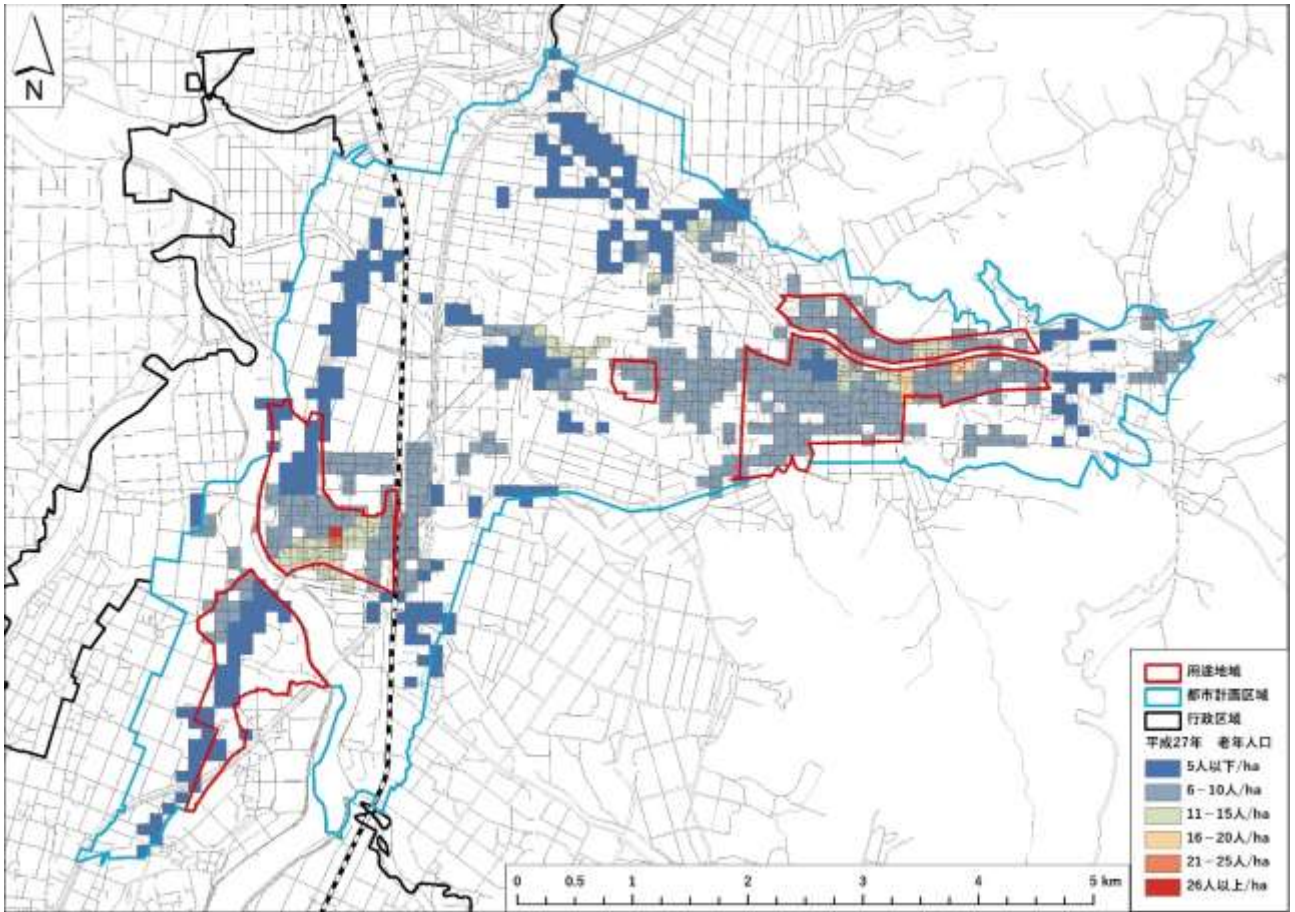 N
用途地域
都市計画区域
行政区域
平成27年 老年人口
5人以下/ha
6-10人/ha
11-15人/ha
16-20人/ha
21-25人/ha
26人以上/ha
0 0.5 1 2 3 4 5 km